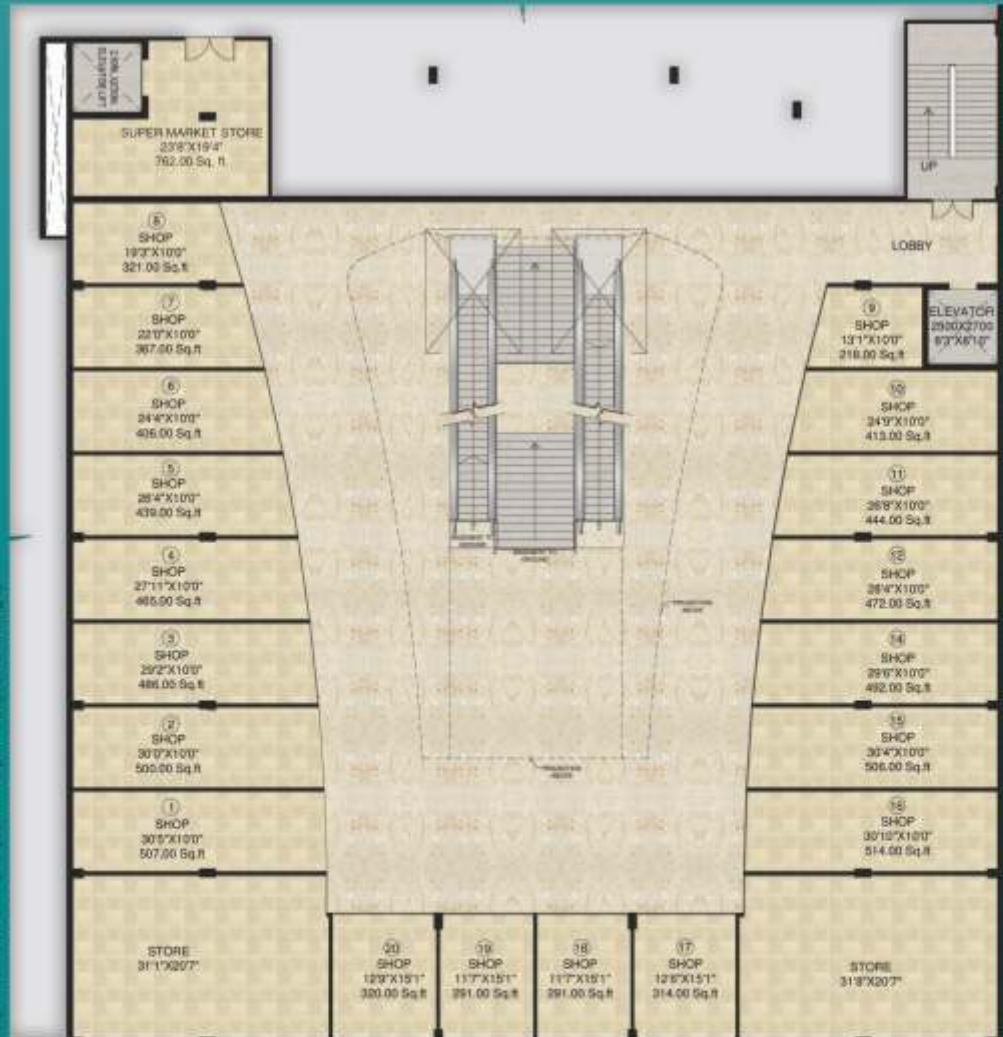 SUPER MARKET STORE
23'8"X19'4"
762.00 Sq. ft
UP
LOBBY
8
SHOP
19'3"X10'0"
321.00 Sq.ft
7
SHOP
22'0"X10'0"
367.00 Sq.ft
6
SHOP
24'4"X10'0"
406.00 Sq.ft
5
SHOP
26'4"X10'0"
439.00 Sq.ft
4
SHOP
27'11"X10'0"
465.00 Sq.ft
3
SHOP
29'2"X10'0"
486.00 Sq.ft
2
SHOP
30'0"X10'0"
500.00 Sq.ft
1
SHOP
30'5"X10'0"
507.00 Sq.ft
STORE
31'1"X20'7"
9
SHOP
13'1"X10'0"
218.00 Sq.ft
ELEVATOR
2500X2700
10
SHOP
24'9"X10'0"
413.00 Sq.ft
11
SHOP
26'8"X10'0"
444.00 Sq.ft
12
SHOP
28'4"X10'0"
472.00 Sq.ft
14
SHOP
29'6"X10'0"
492.00 Sq.ft
15
SHOP
30'4"X10'0"
506.00 Sq.ft
16
SHOP
30'10"X10'0"
514.00 Sq.ft
STORE
31'8"X20'7"
20
SHOP
12'9"X15'1"
320.00 Sq.ft
19
SHOP
11'7"X15'1"
291.00 Sq.ft
18
SHOP
11'7"X15'1"
291.00 Sq.ft
17
SHOP
12'6"X15'1"
314.00 Sq.ft